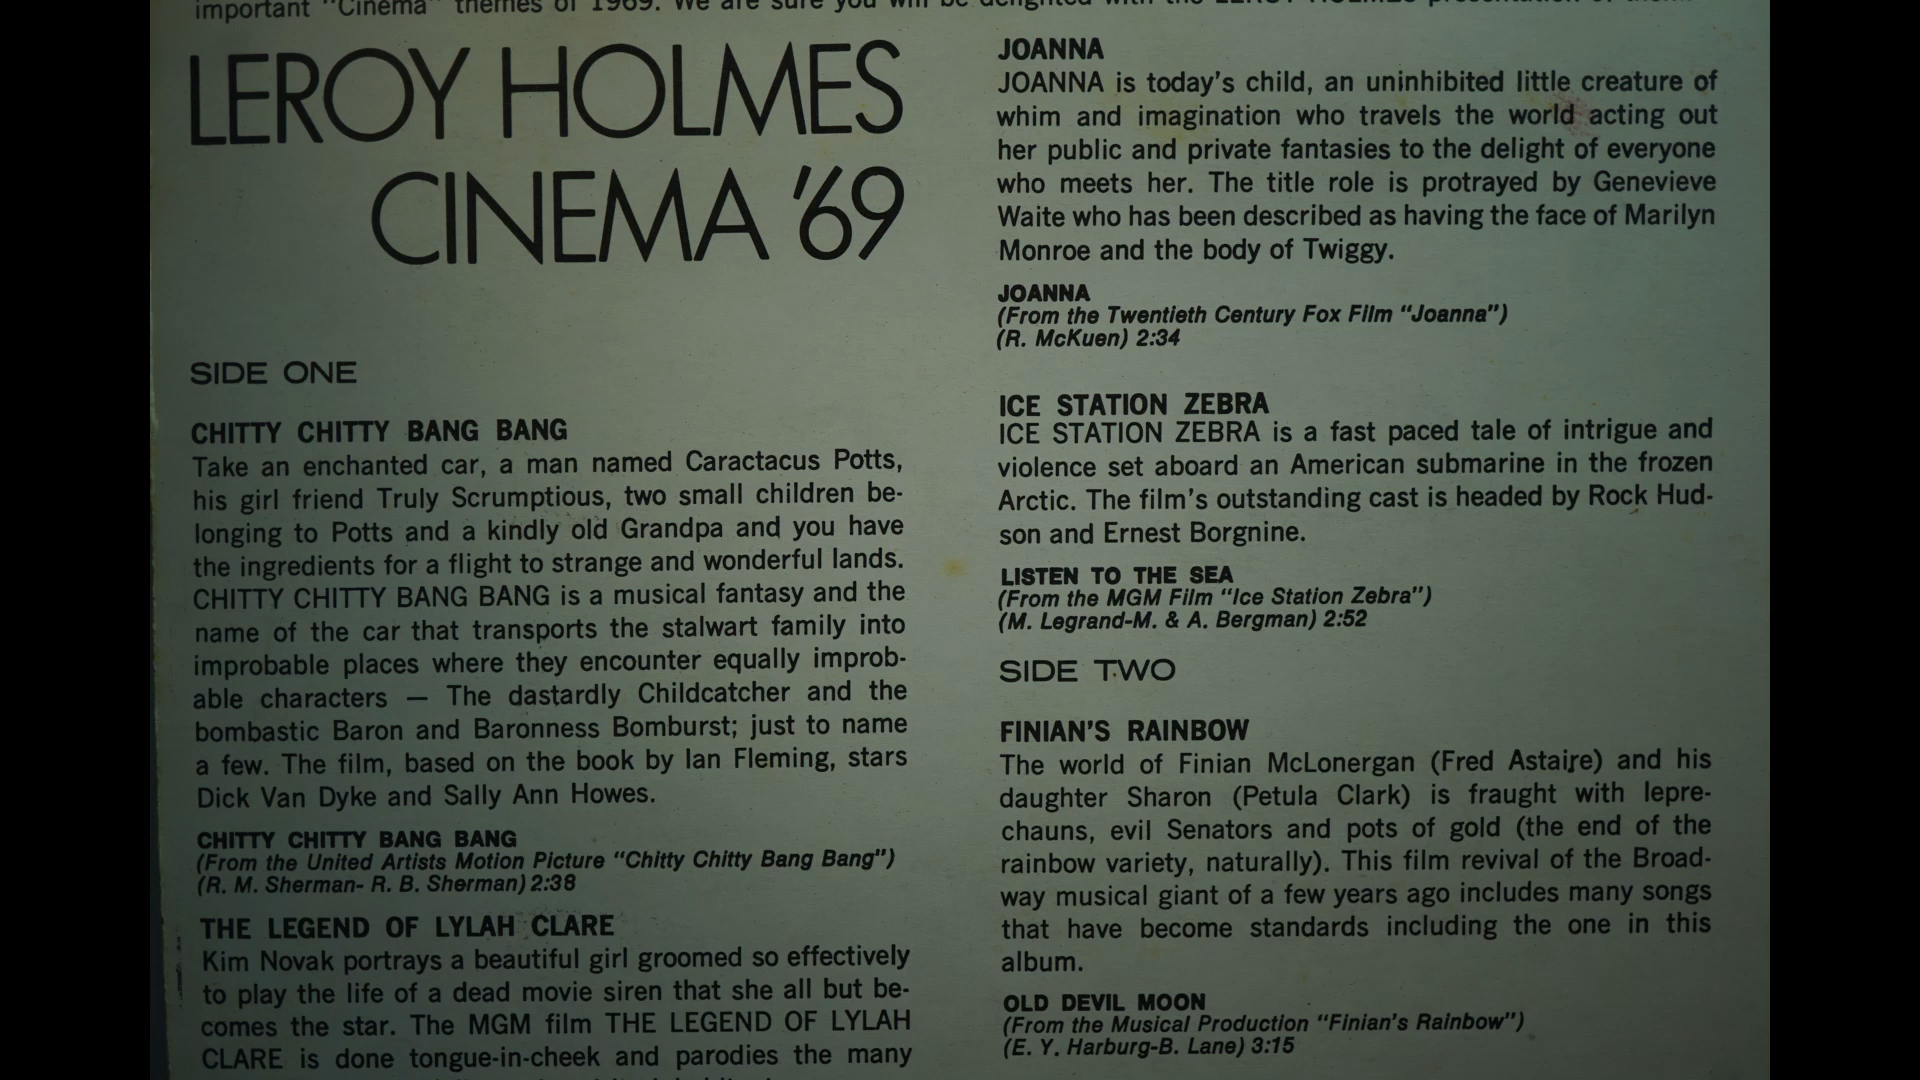 important "Cinema" themes of 1969. We are sure you will be delighted with the LEROY HOLMES presentation of them.
LEROY HOLMES
CINEMA '69
SIDE ONE
CHITTY CHITTY BANG BANG
Take an enchanted car, a man named Caractacus Potts,
his girl friend Truly Scrumptious, two small children be-
longing to Potts and a kindly old Grandpa and you have
the ingredients for a flight to strange and wonderful lands.
CHITTY CHITTY BANG BANG is a musical fantasy and the
name of the car that transports the stalwart family into
improbable places where they encounter equally improb-
able characters — The dastardly Childcatcher and the
bombastic Baron and Baronness Bomburst; just to name
a few. The film, based on the book by Ian Fleming, stars
Dick Van Dyke and Sally Ann Howes.
CHITTY CHITTY BANG BANG
(From the United Artists Motion Picture "Chitty Chitty Bang Bang")
(R. M. Sherman- R. B. Sherman) 2:38
THE LEGEND OF LYLAH CLARE
Kim Novak portrays a beautiful girl groomed so effectively
to play the life of a dead movie siren that she all but be-
comes the star. The MGM film THE LEGEND OF LYLAH
CLARE is done tongue-in-cheek and parodies the many
JOANNA
JOANNA is today's child, an uninhibited little creature of
whim and imagination who travels the world acting out
her public and private fantasies to the delight of everyone
who meets her. The title role is protrayed by Genevieve
Waite who has been described as having the face of Marilyn
Monroe and the body of Twiggy.
JOANNA
(From the Twentieth Century Fox Film "Joanna")
(R. McKuen) 2:34
ICE STATION ZEBRA
ICE STATION ZEBRA is a fast paced tale of intrigue and
violence set aboard an American submarine in the frozen
Arctic. The film's outstanding cast is headed by Rock Hud-
son and Ernest Borgnine.
LISTEN TO THE SEA
(From the MGM Film "Ice Station Zebra")
(M. Legrand-M. & A. Bergman) 2:52
SIDE TWO
FINIAN'S RAINBOW
The world of Finian McLonergan (Fred Astaire) and his
daughter Sharon (Petula Clark) is fraught with lepre-
chauns, evil Senators and pots of gold (the end of the
rainbow variety, naturally). This film revival of the Broad-
way musical giant of a few years ago includes many songs
that have become standards including the one in this
album.
OLD DEVIL MOON
(From the Musical Production "Finian's Rainbow")
(E. Y. Harburg-B. Lane) 3:15